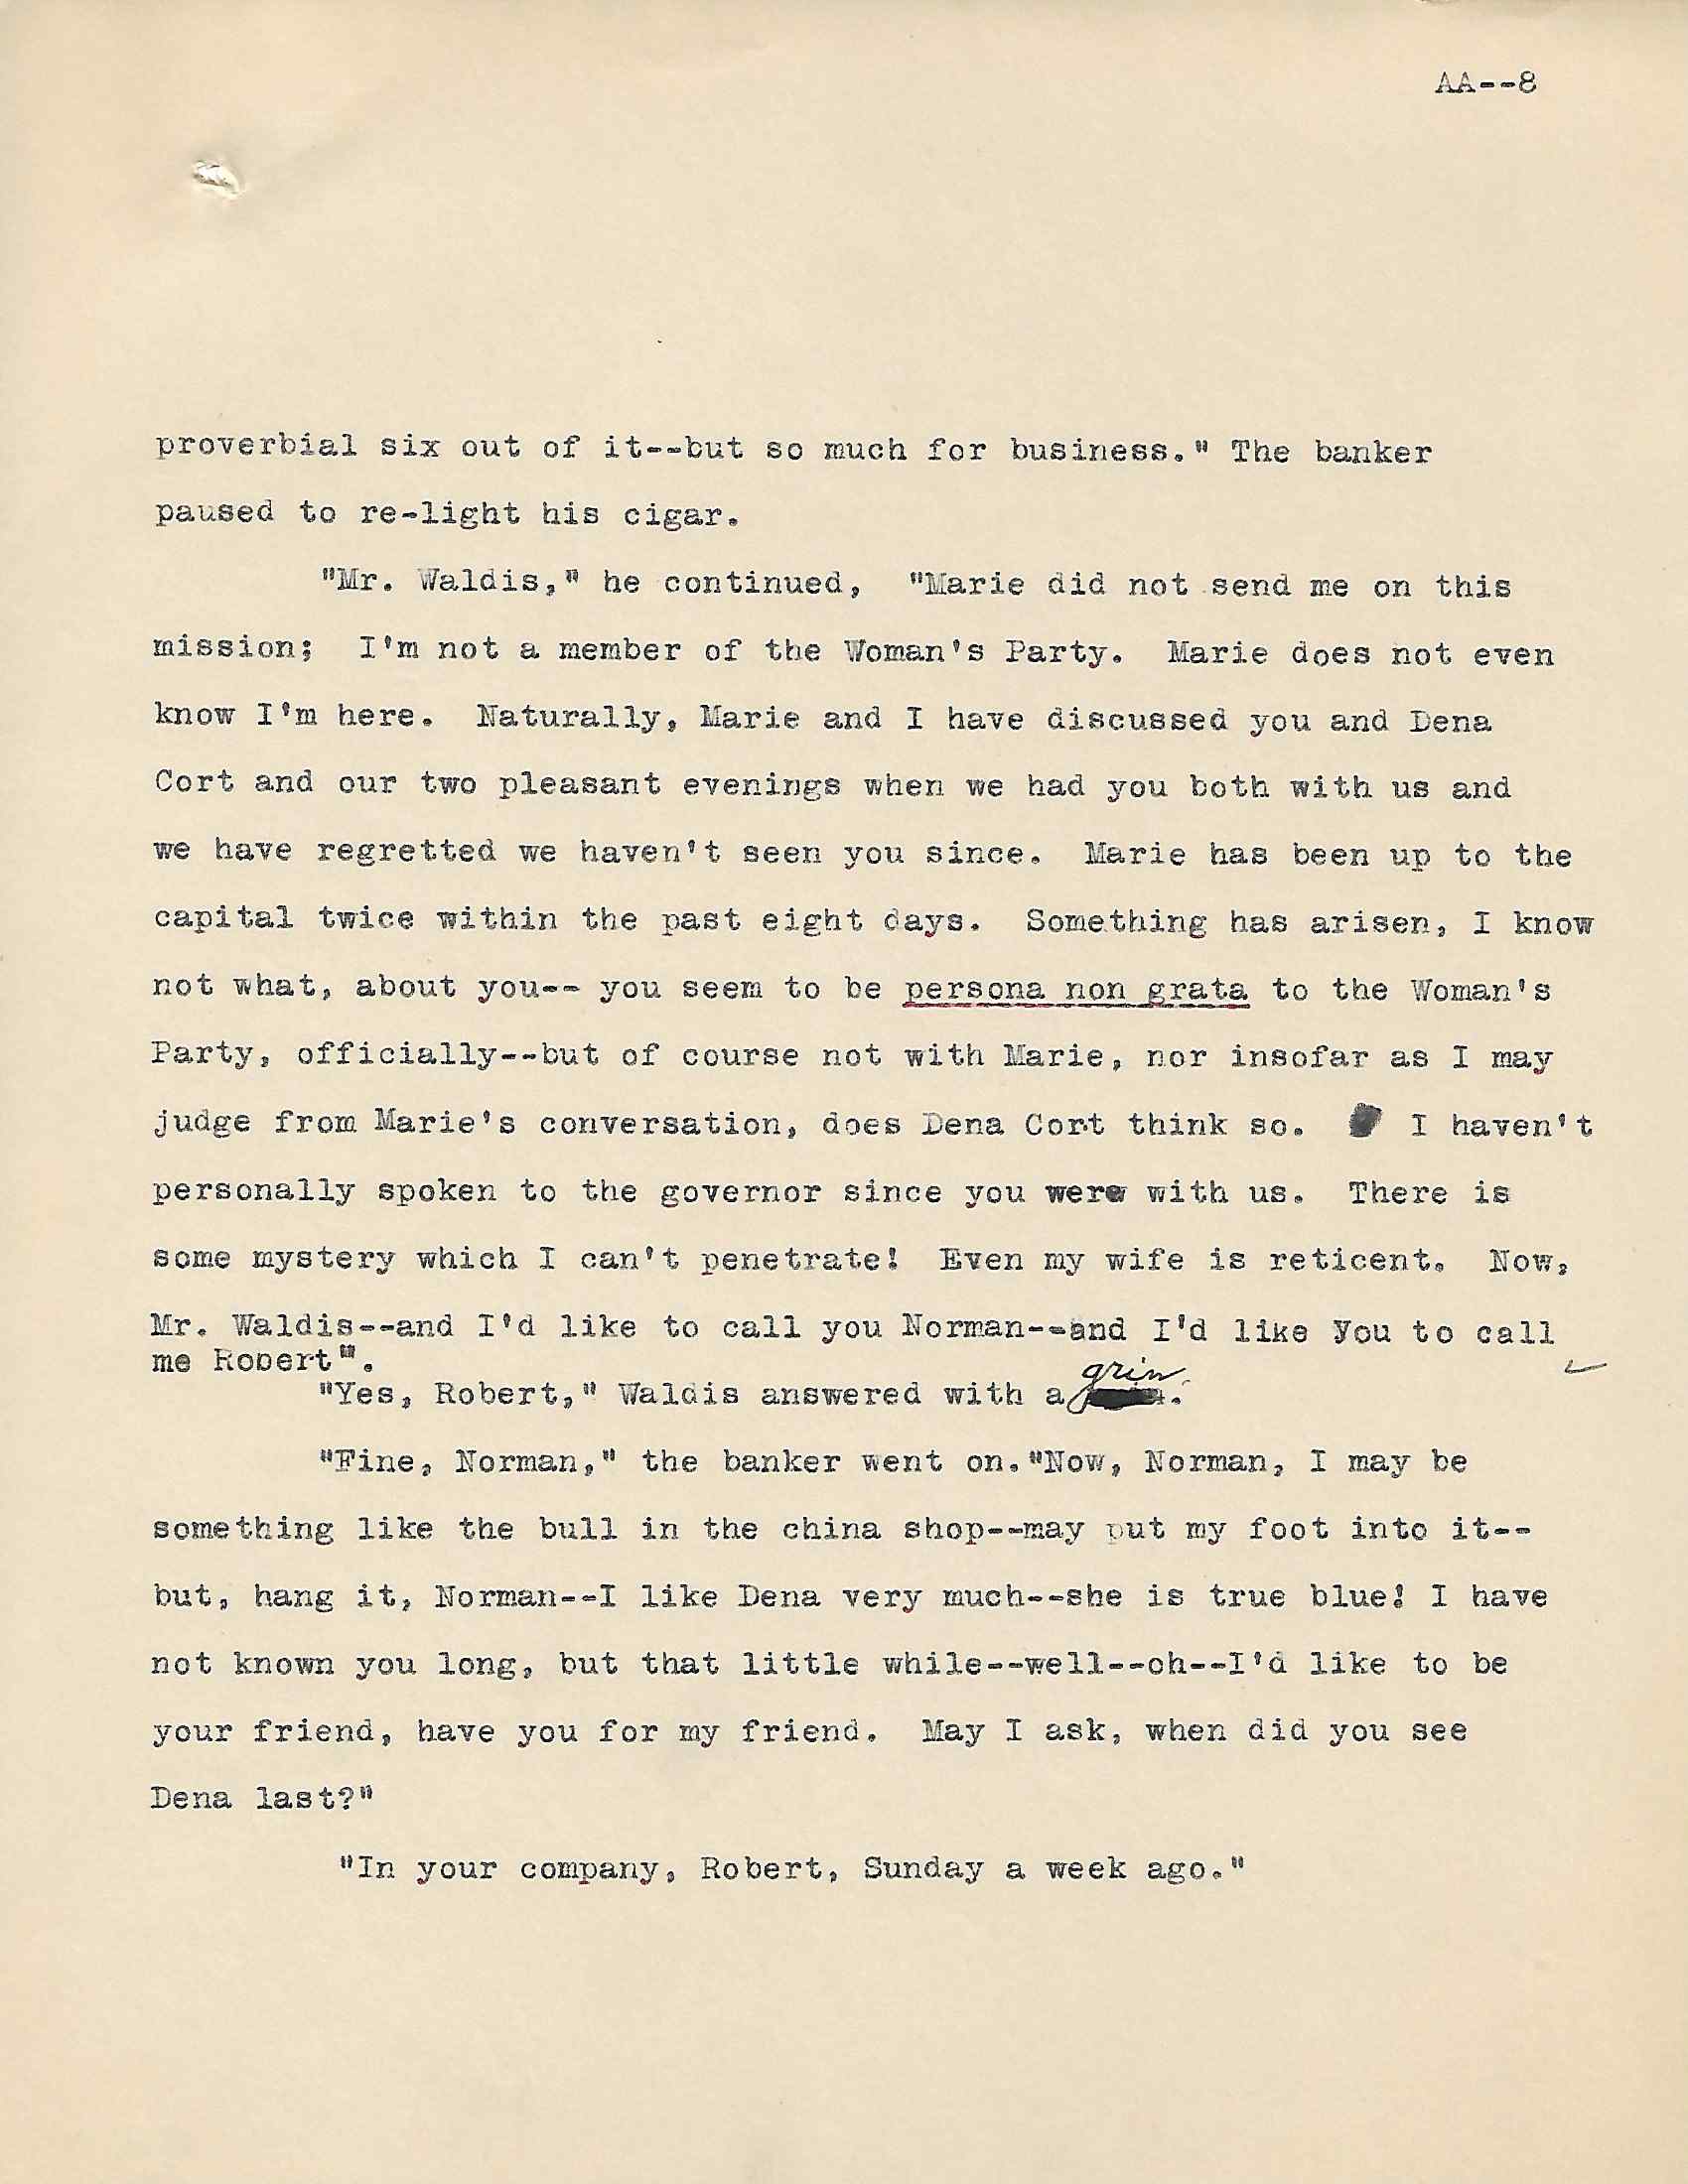 AA--8
proverbial six out of it--but so much for business." The banker
paused to re-light his cigar.
"Mr. Waldis," he continued, "Marie did not send me on this
mission; I'm not a member of the Woman's Party. Marie does not even
know I'm here. Naturally, Marie and I have discussed you and Dena
Cort and our two pleasant evenings when we had you both with us and
we have regretted we haven't seen you since. Marie has been up to the
capital twice within the past eight days. Something has arisen, I know
not what, about you-- you seem to be persona non grata to the Woman's
Party, officially--but of course not with Marie, nor insofar as I may
judge from Marie's conversation, does Dena Cort think so. I haven't
personally spoken to the governor since you were with us. There is
some mystery which I can't penetrate! Even my wife is reticent. Now,
Mr. Waldis--and I'd like to call you Norman--and I'd like you to call
me Robert".
"Yes, Robert," Waldis answered with a grin.
"Fine, Norman," the banker went on."Now, Norman, I may be
something like the bull in the china shop--may put my foot into it--
but, hang it, Norman--I like Dena very much--she is true blue! I have
not known you long, but that little while--well--oh--I'd like to be
your friend, have you for my friend. May I ask, when did you see
Dena last?"
"In your company, Robert, Sunday a week ago."